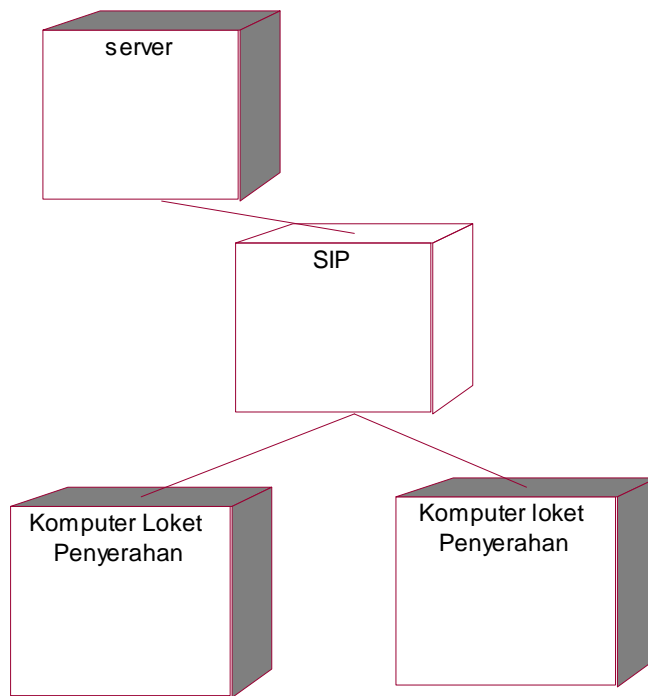 server
SIP
Komputer Loket
Penyerahan
Komputer loket
Penyerahan